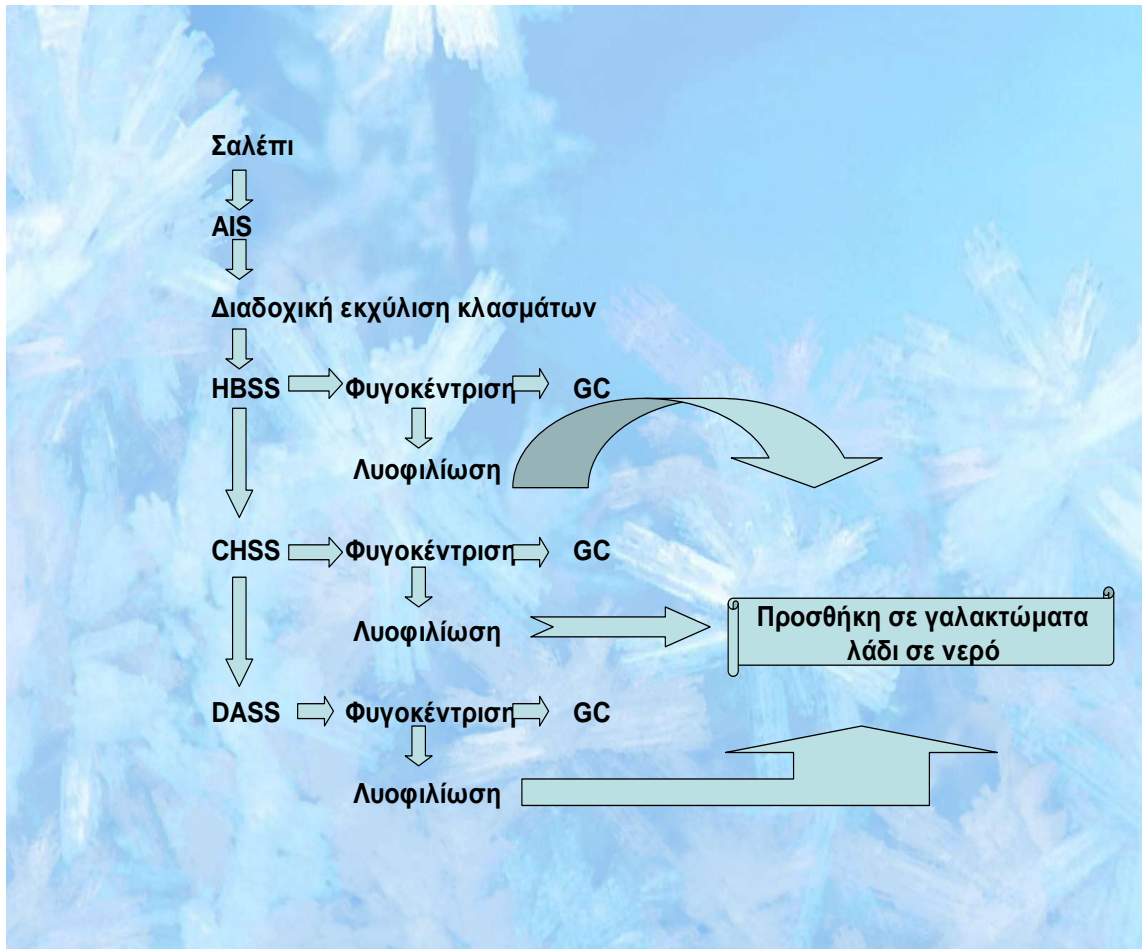 Σαλέπι
AIS
Διαδοχική εκχύλιση κλασμάτων
HBSS Φυγοκέντριση GC
Λυοφιλίωση
CHSS Φυγοκέντριση GC
Λυοφιλίωση
Προσθήκη σε γαλακτώματα
λάδι σε νερό
DASS Φυγοκέντριση GC
Λυοφιλίωση